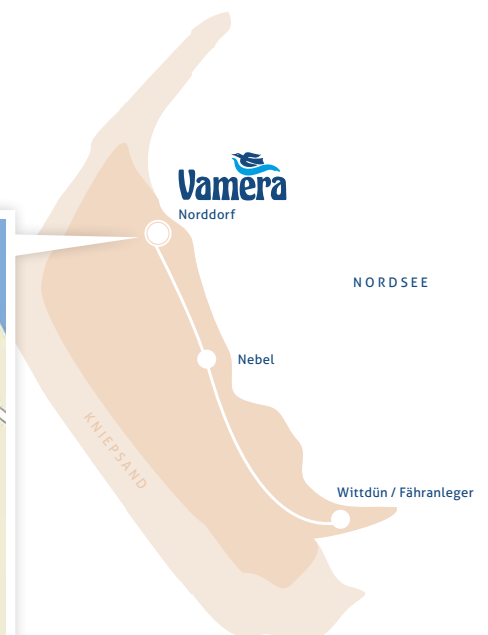 Vamera
Norddorf
NORDSEE
Nebel
KNIEPSAND
Wittdün / Fähranleger